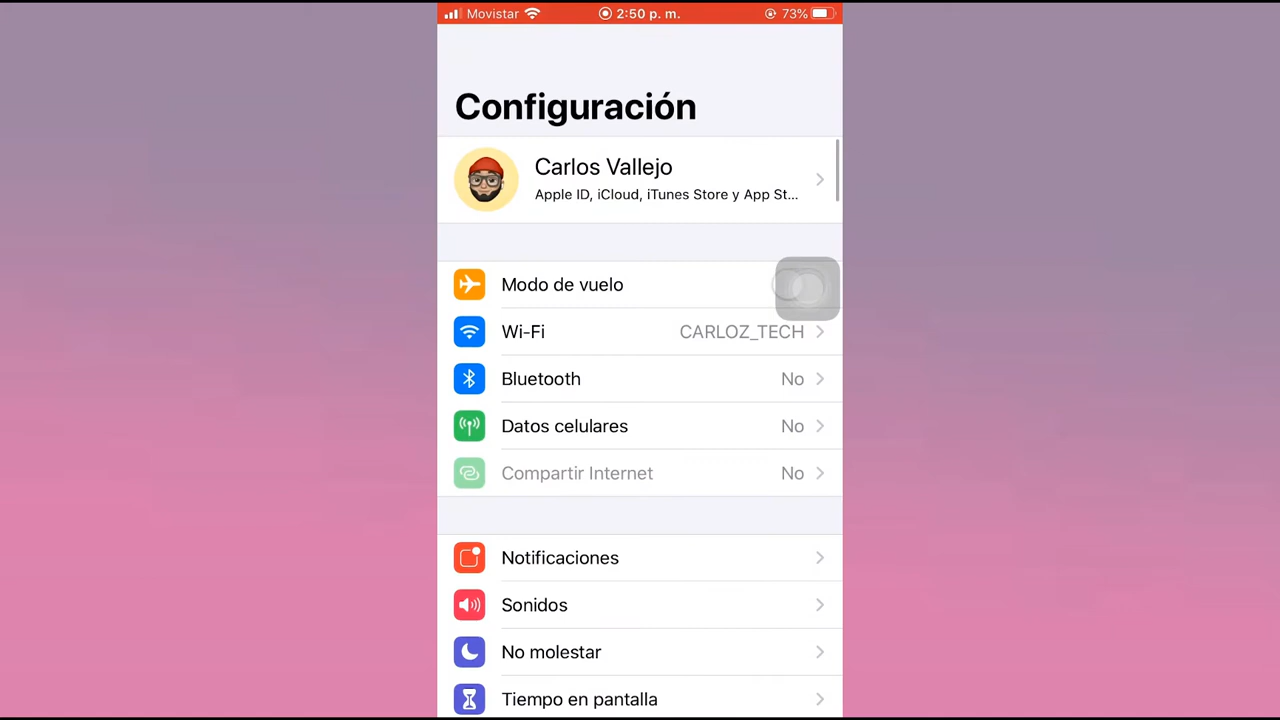 Movistar 2:50 p. m. 73%
Configuración
Carlos Vallejo
Apple ID, iCloud, iTunes Store y App St...
Modo de vuelo
Wi-Fi CARLOZ_TECH
Bluetooth No
Datos celulares No
Compartir Internet No
Notificaciones
Sonidos
No molestar
Tiempo en pantalla